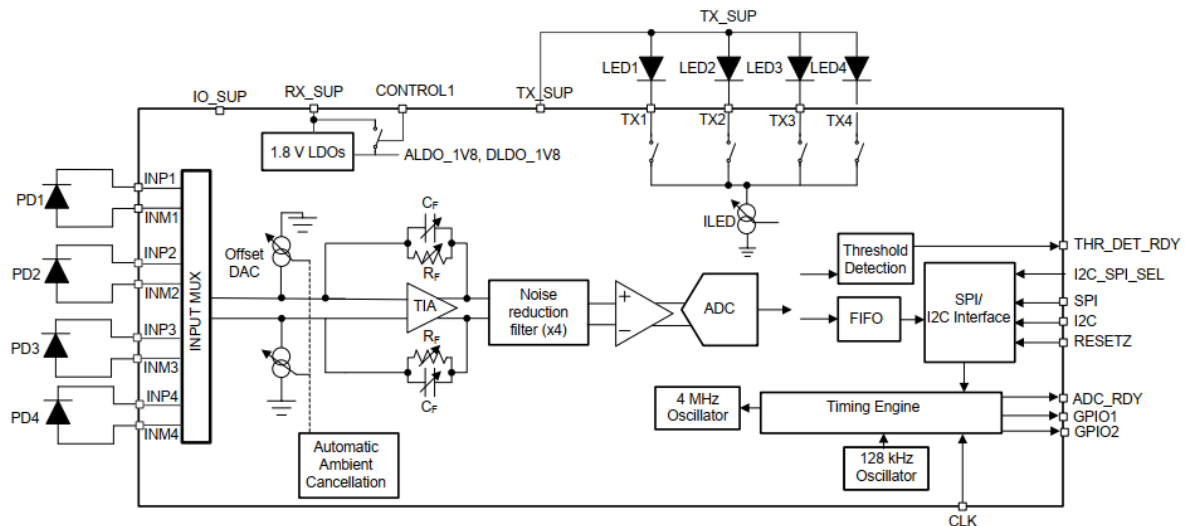 TX_SUP
LED1
LED2
LED3
LED4
IO_SUP
RX_SUP
CONTROL1
TX_SUP
TX1
TX2
TX3
TX4
1.8 V LDOs
ALDO_1V8, DLDO_1V8
PD1
INP1
INM1
PD2
INP2
INM2
PD3
INP3
INM3
PD4
INP4
INM4
INPUT MUX
Offset
DAC
CF
RF
TIA
RF
CF
Automatic
Ambient
Cancellation
Noise
reduction
filter (x4)
+
−
ADC
ILED
Threshold
Detection
FIFO
SPI/
I2C Interface
THR_DET_RDY
I2C_SPI_SEL
SPI
I2C
RESETZ
4 MHz
Oscillator
Timing Engine
ADC_RDY
GPIO1
GPIO2
128 kHz
Oscillator
CLK